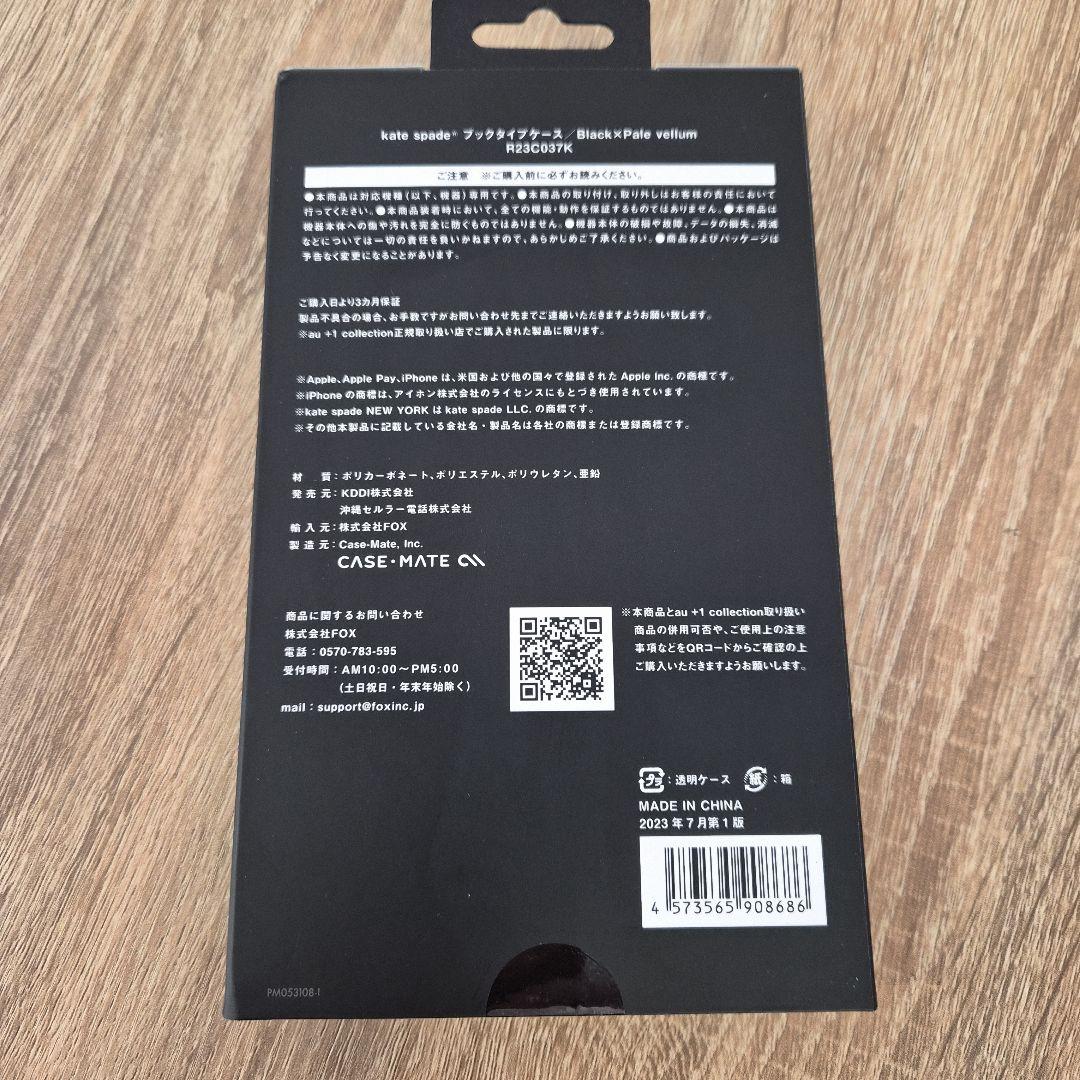 kate spade® ブックタイプケース/Black×Pale vellum
R23C037K
ご注意 ※ご購入前に必ずお読みください。
●本商品は対応機種(以下、機器)専用です。●本商品の取り付け、取り外しはお客様の責任において
行ってください。●本商品装着時において、全ての機能・動作を保証するものではありません。●本商品は
機器本体への傷や汚れを完全に防ぐものではありません。●機器本体の破損や故障、データの損失、消滅
などについては一切の責任を負いかねますので、あらかじめご了承ください。●商品およびパッケージは
予告なく変更になることがあります。
ご購入日より3カ月保証
製品不具合の場合、お手数ですがお問い合わせ先までご連絡いただきますようお願い致します。
※au +1 collection正規取り扱い店でご購入された製品に限ります。
※Apple、Apple Pay、iPhone は、米国および他の国々で登録された Apple Inc. の商標です。
※iPhone の商標は、アイホン株式会社のライセンスにもとづき使用されています。
※kate spade NEW YORK は kate spade LLC. の商標です。
※その他本製品に記載している会社名・製品名は各社の商標または登録商標です。
材 質:ポリカーボネート、ポリエステル、ポリウレタン、亜鉛
発 売 元:KDDI株式会社
沖縄セルラー電話株式会社
輸 入 元:株式会社FOX
製 造 元:Case-Mate, Inc.
CASE・MATE
商品に関するお問い合わせ
株式会社FOX
電話:0570-783-595
受付時間:AM10:00~PM5:00
(土日祝日・年末年始除く)
mail:support@foxinc.jp
※本商品とau +1 collection取り扱い
商品の併用可否や、ご使用上の注意
事項などをQRコードからご確認の上
ご購入いただきますようお願いします。
プラ:透明ケース 紙:箱
MADE IN CHINA
2023 年 7 月第 1 版
4 573565 908686
PM053108-1